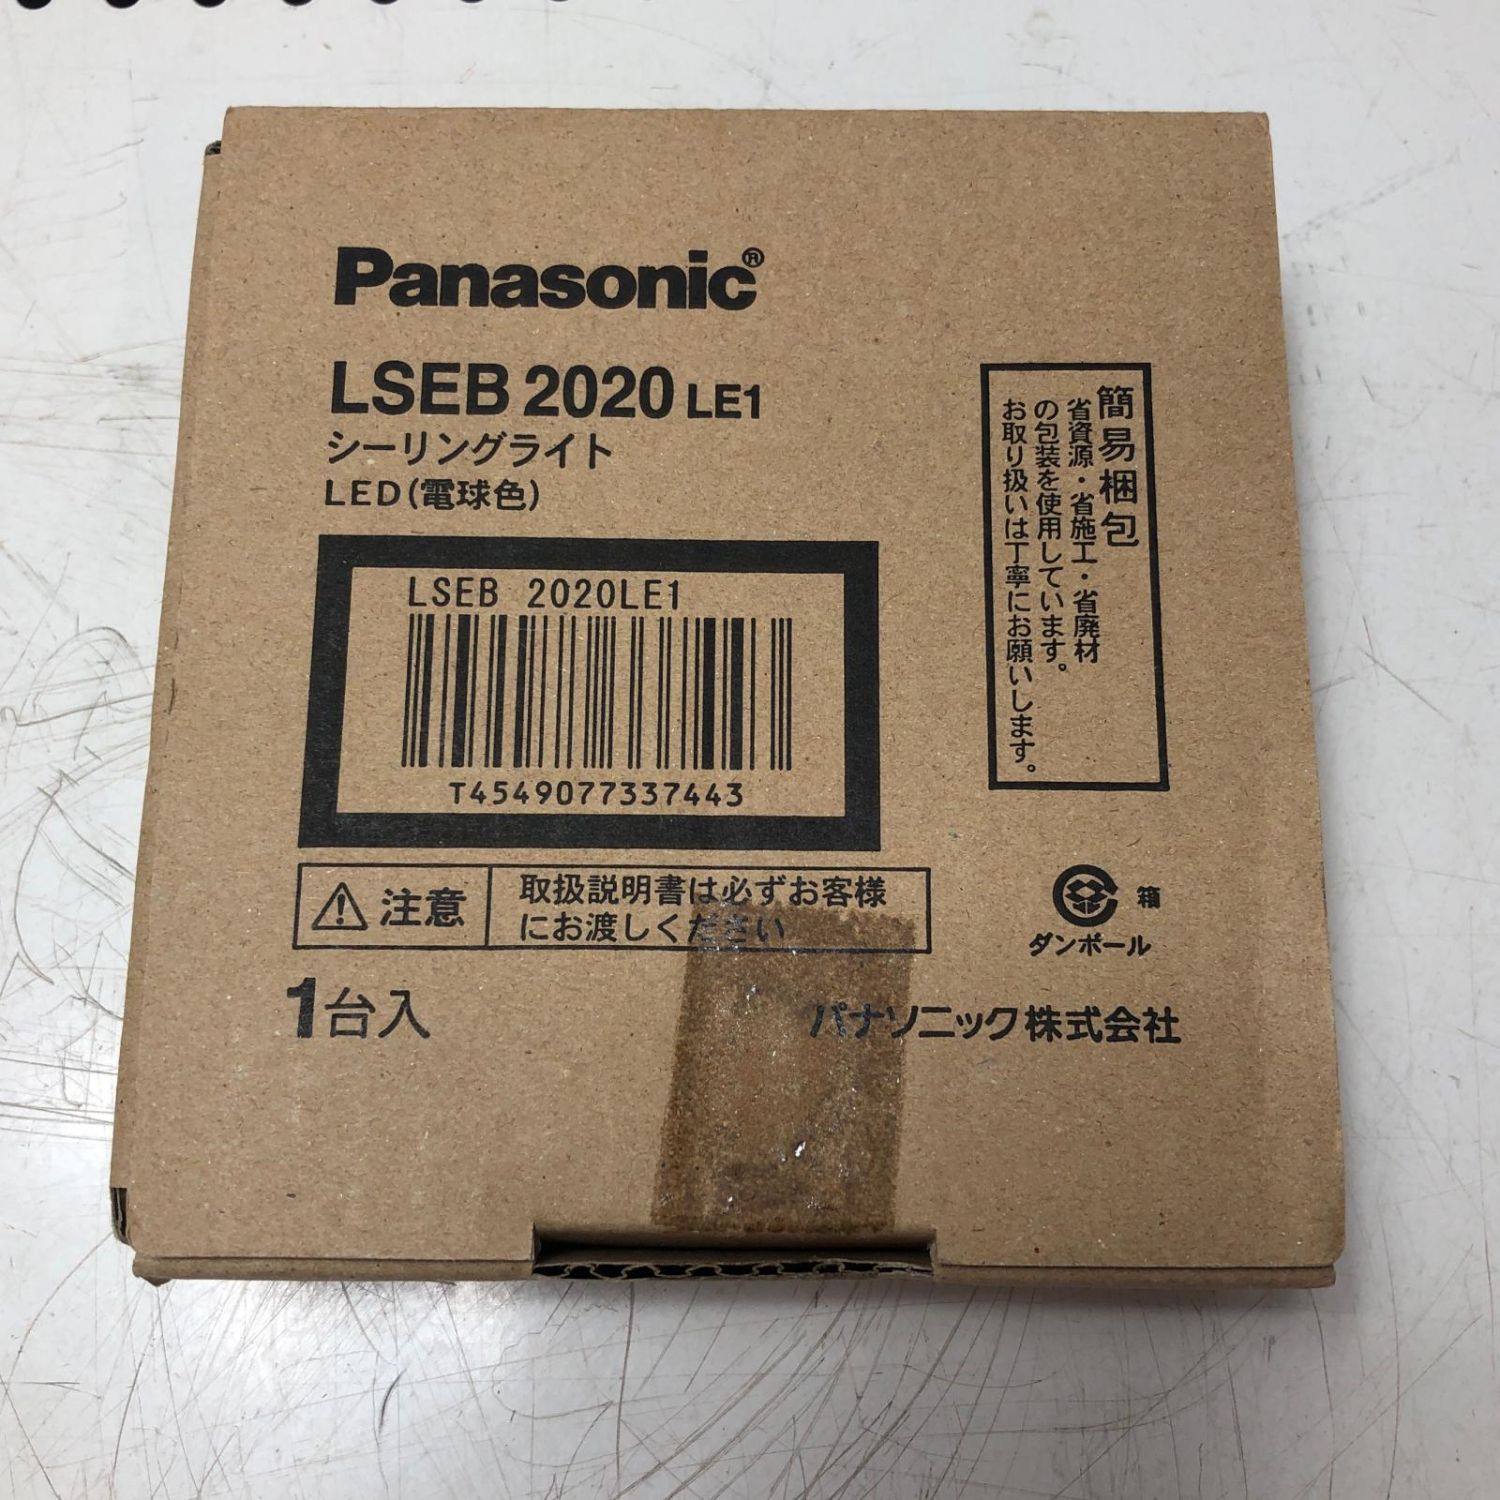 Panasonic®
LSEB 2020 LE1
シーリングライト
LED(電球色)
LSEB 2020LE1
T4549077337443
簡易梱包
省資源・省施工・省廃材
の包装を使用しています。
お取り扱いは丁寧にお願いします。
注意
取扱説明書は必ずお客様
にお渡しください
箱
ダンボール
1台入
パナソニック株式会社